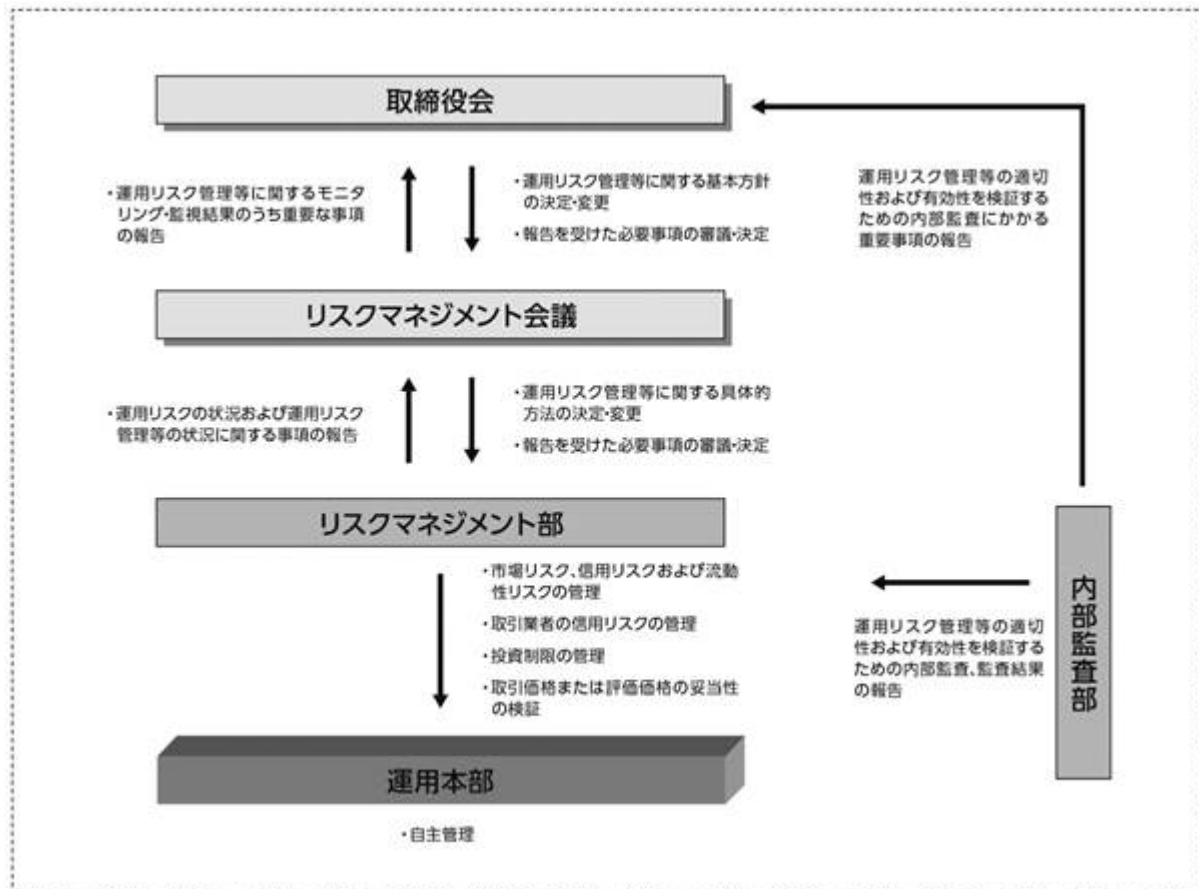 取締役会
・運用リスク管理等に関するモニタ
リング・監視結果のうち重要な事項
の報告
・運用リスク管理等に関する基本方針
の決定・変更
・報告を受けた必要事項の審議・決定
運用リスク管理等の適切
性および有効性を検証する
ための内部監査にかかる
重要事項の報告
リスクマネジメント会議
・運用リスクの状況および運用リスク
管理等の状況に関する事項の報告
・運用リスク管理等に関する具体的
方法の決定・変更
・報告を受けた必要事項の審議・決定
リスクマネジメント部
・市場リスク、信用リスクおよび流動
性リスクの管理
・取引業者の信用リスクの管理
・投資制限の管理
・取引価格または評価価格の妥当性
の検証
運用リスク管理等の適切
性および有効性を検証する
ための内部監査、監査結果
の報告
内部監査部
運用本部
・自主管理